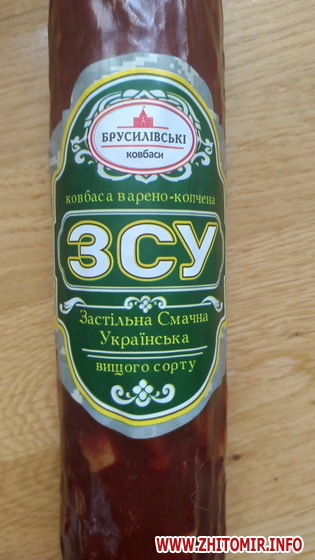 БРУСИЛІВСЬКІ
ковбаси
ковбаса варено-копчена
ЗСУ
Застільна Смачна
Українська
вищого сорту
WWW.ZHITOMIR.INFO